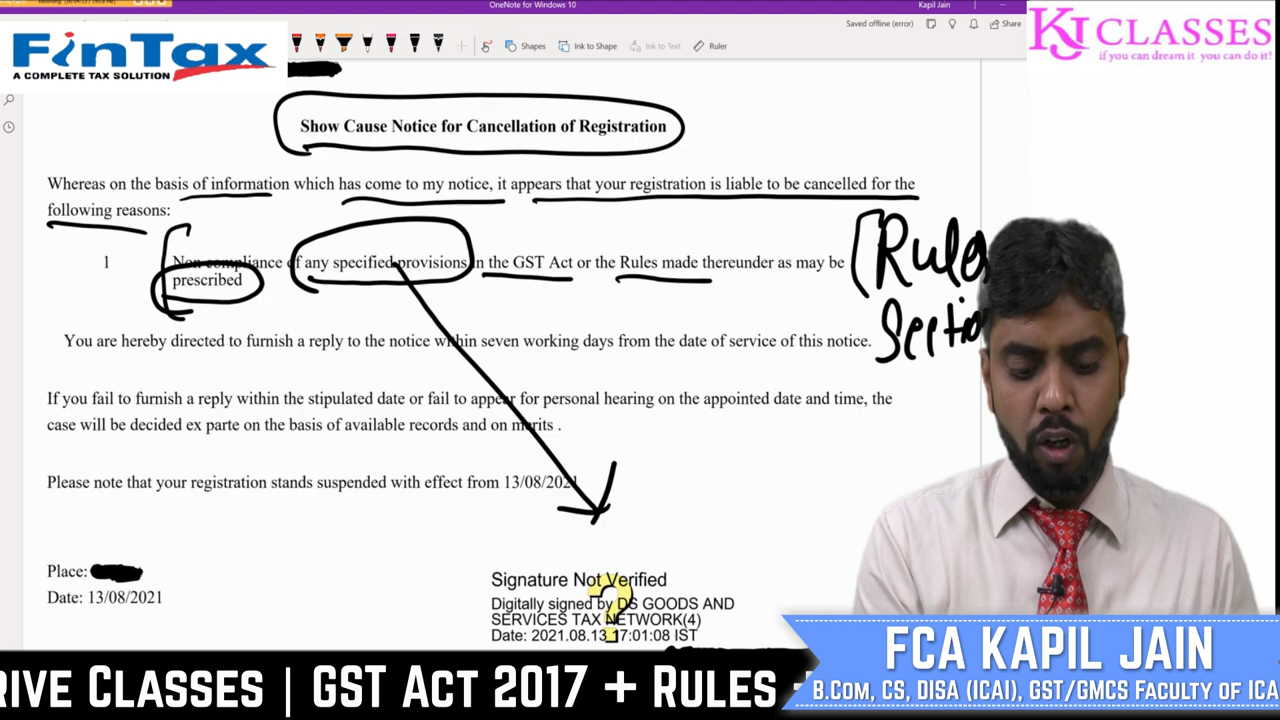 OneNote for Windows 10
Kapil Jain
Saved offline (error)
Share
Shapes
Ink to Shape
Ink to Text
Ruler
FinTax
A COMPLETE TAX SOLUTION
KJ CLASSES
if you can dream it you can do it!
Show Cause Notice for Cancellation of Registration
Whereas on the basis of information which has come to my notice, it appears that your registration is liable to be cancelled for the
following reasons:
1 Non compliance of any specified provisions in the GST Act or the Rules made thereunder as may be
prescribed
Rules
Section
You are hereby directed to furnish a reply to the notice within seven working days from the date of service of this notice.
If you fail to furnish a reply within the stipulated date or fail to appear for personal hearing on the appointed date and time, the
case will be decided ex parte on the basis of available records and on merits .
Please note that your registration stands suspended with effect from 13/08/2021
Place:
Date: 13/08/2021
Signature Not Verified
Digitally signed by DS GOODS AND
SERVICES TAX NETWORK(4)
Date: 2021.08.13 17:01:08 IST
?
FCA KAPIL JAIN
B.Com, CS, DISA (ICAI), GST/GMCS Faculty of ICA
RIVE CLASSES | GST ACT 2017 + RULES